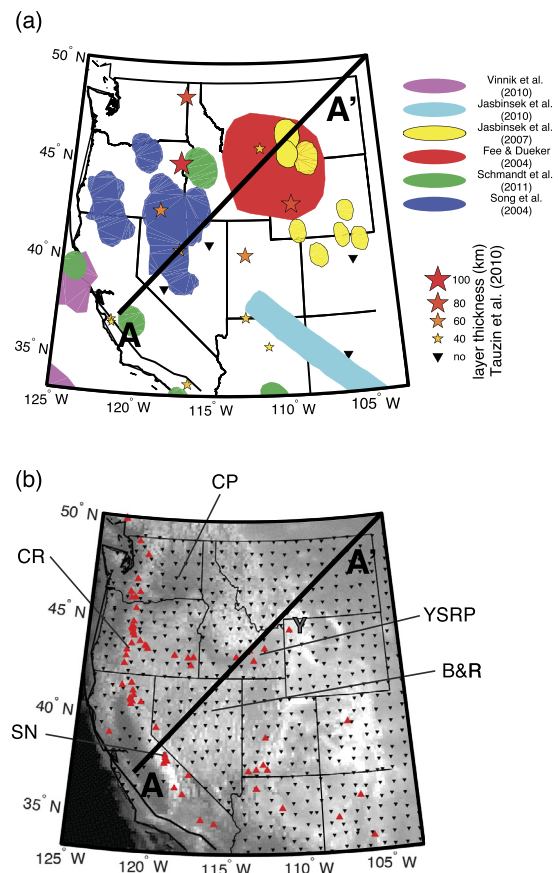 (a)
50° N
45° N
40° N
35° N
125° W
120° W
115° W
110° W
105° W
A
A'
Vinnik et al.
(2010)
Jasbinsek et al.
(2010)
Jasbinsek et al.
(2007)
Fee & Dueker
(2004)
Schmandt et al.
(2011)
Song et al.
(2004)
100
80
60
40
no
layer thickness (km)
Tauzin et al. (2010)
(b)
CP
50° N
CR
A'
45° N
Y
YSRP
B&R
40° N
SN
A
35° N
125° W
120° W
115° W
110° W
105° W